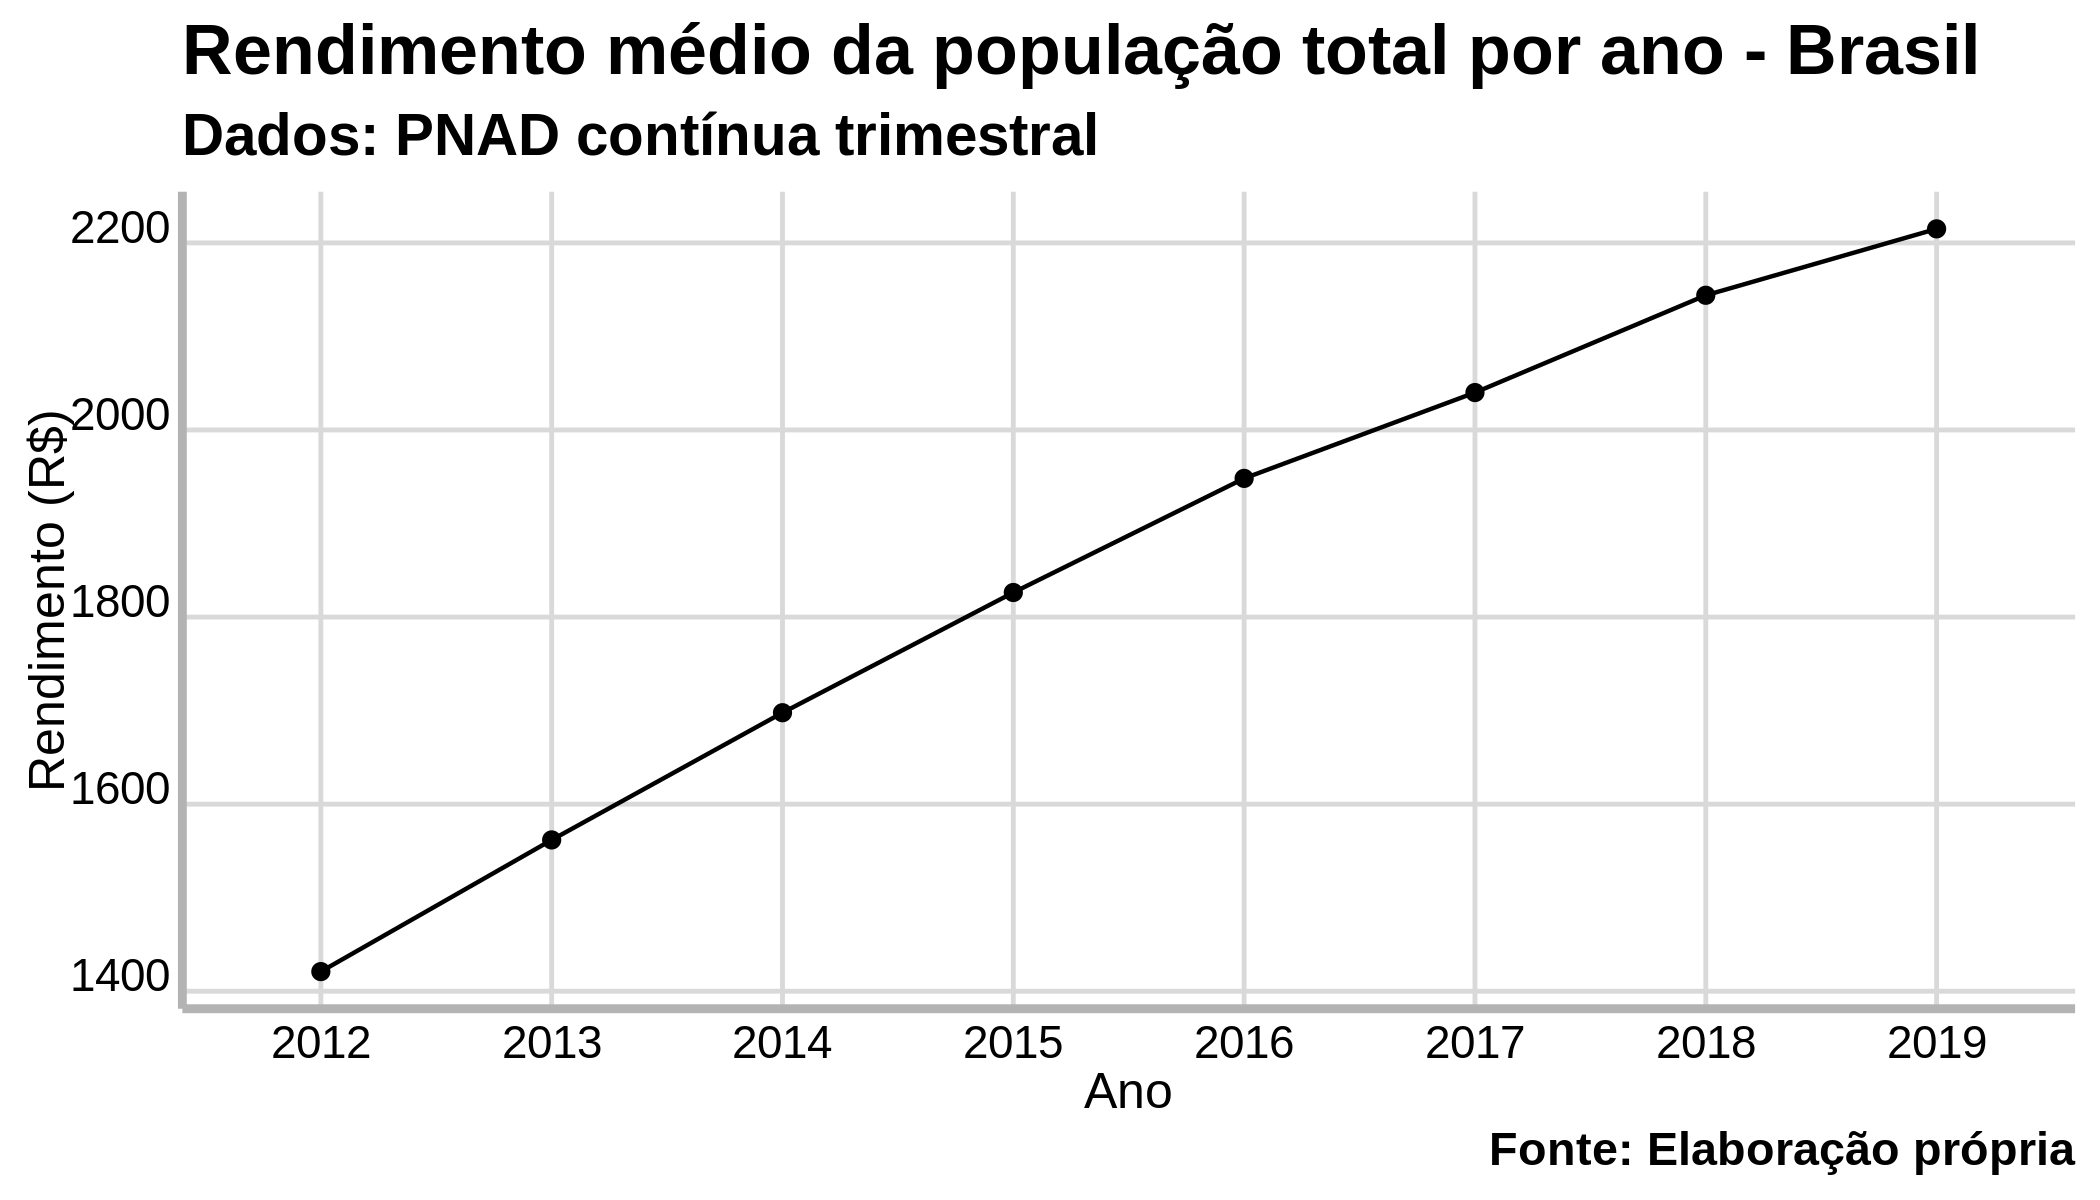 Rendimento médio da população total por ano - Brasil
Dados: PNAD contínua trimestral
Rendimento (R$)
2200
2000
1800
1600
1400
2012 2013 2014 2015 2016 2017 2018 2019
Ano
Fonte: Elaboração própria